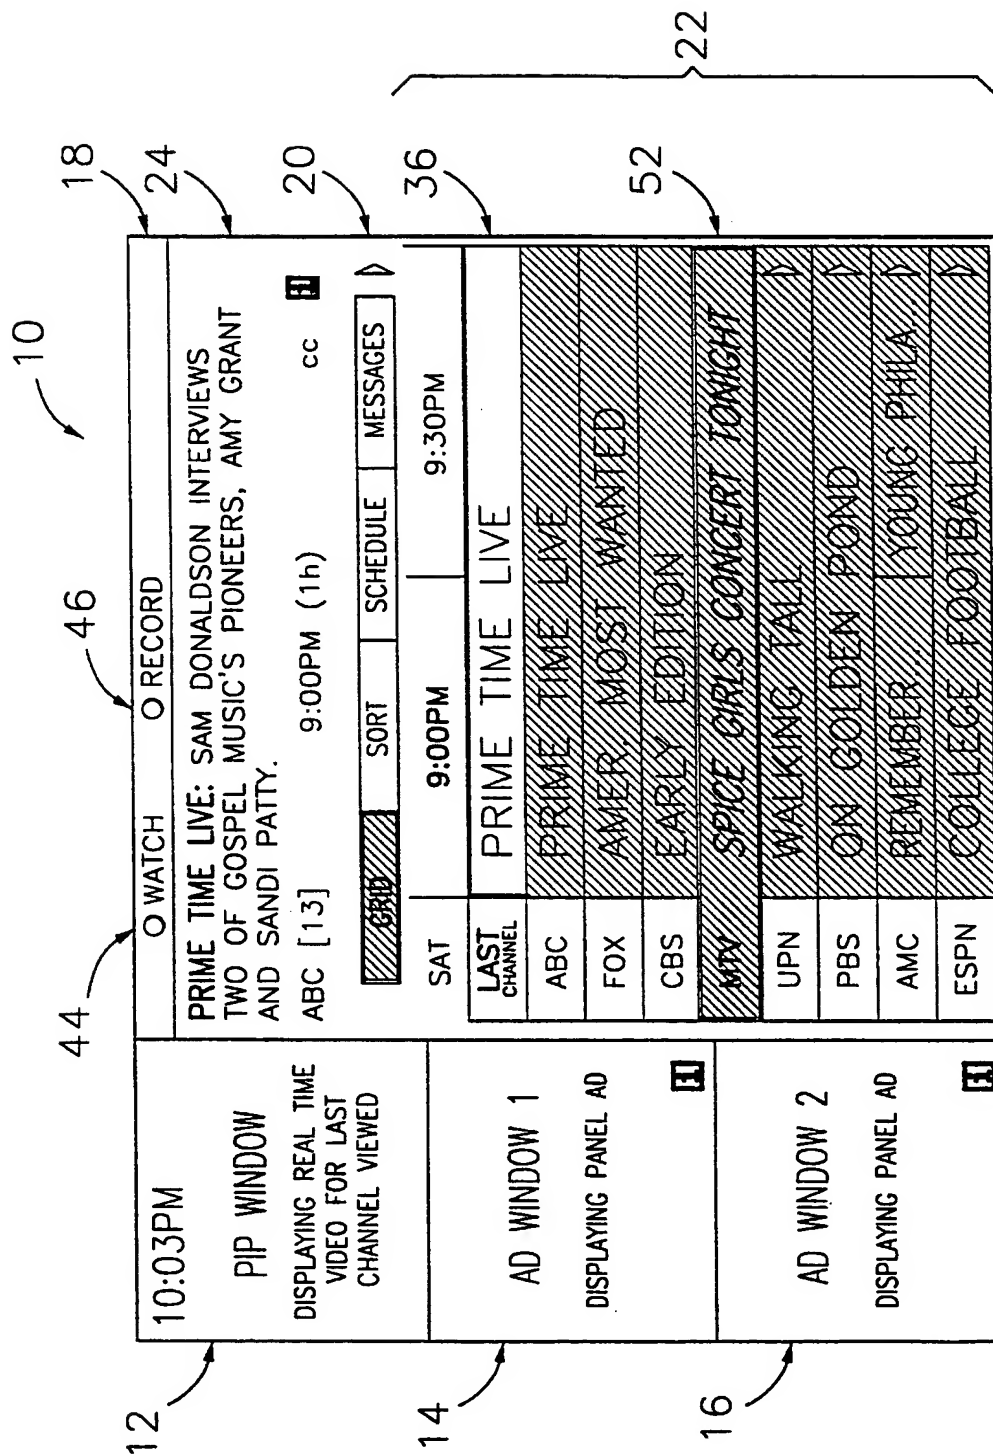 10
44
46
18
24
20
36
52
22
12
14
16
10:03PM
PIP WINDOW
DISPLAYING REAL TIME
VIDEO FOR LAST
CHANNEL VIEWED
AD WINDOW 1
DISPLAYING PANEL AD
i
AD WINDOW 2
DISPLAYING PANEL AD
i
WATCH RECORD
PRIME TIME LIVE: SAM DONALDSON INTERVIEWS
TWO OF GOSPEL MUSIC'S PIONEERS, AMY GRANT
AND SANDI PATTY.
ABC [13] 9:00PM (1h) cc i
GRID SORT SCHEDULE MESSAGES
SAT 9:00PM 9:30PM
LAST CHANNEL PRIME TIME LIVE
ABC PRIME TIME LIVE
FOX AMER. MOST WANTED
CBS EARLY EDITION
MTV SPICE GIRLS CONCERT TONIGHT
UPN WALKING TALL
PBS ON GOLDEN POND
AMC REMEMBER... YOUNG PHILA...
ESPN COLLEGE FOOTBALL